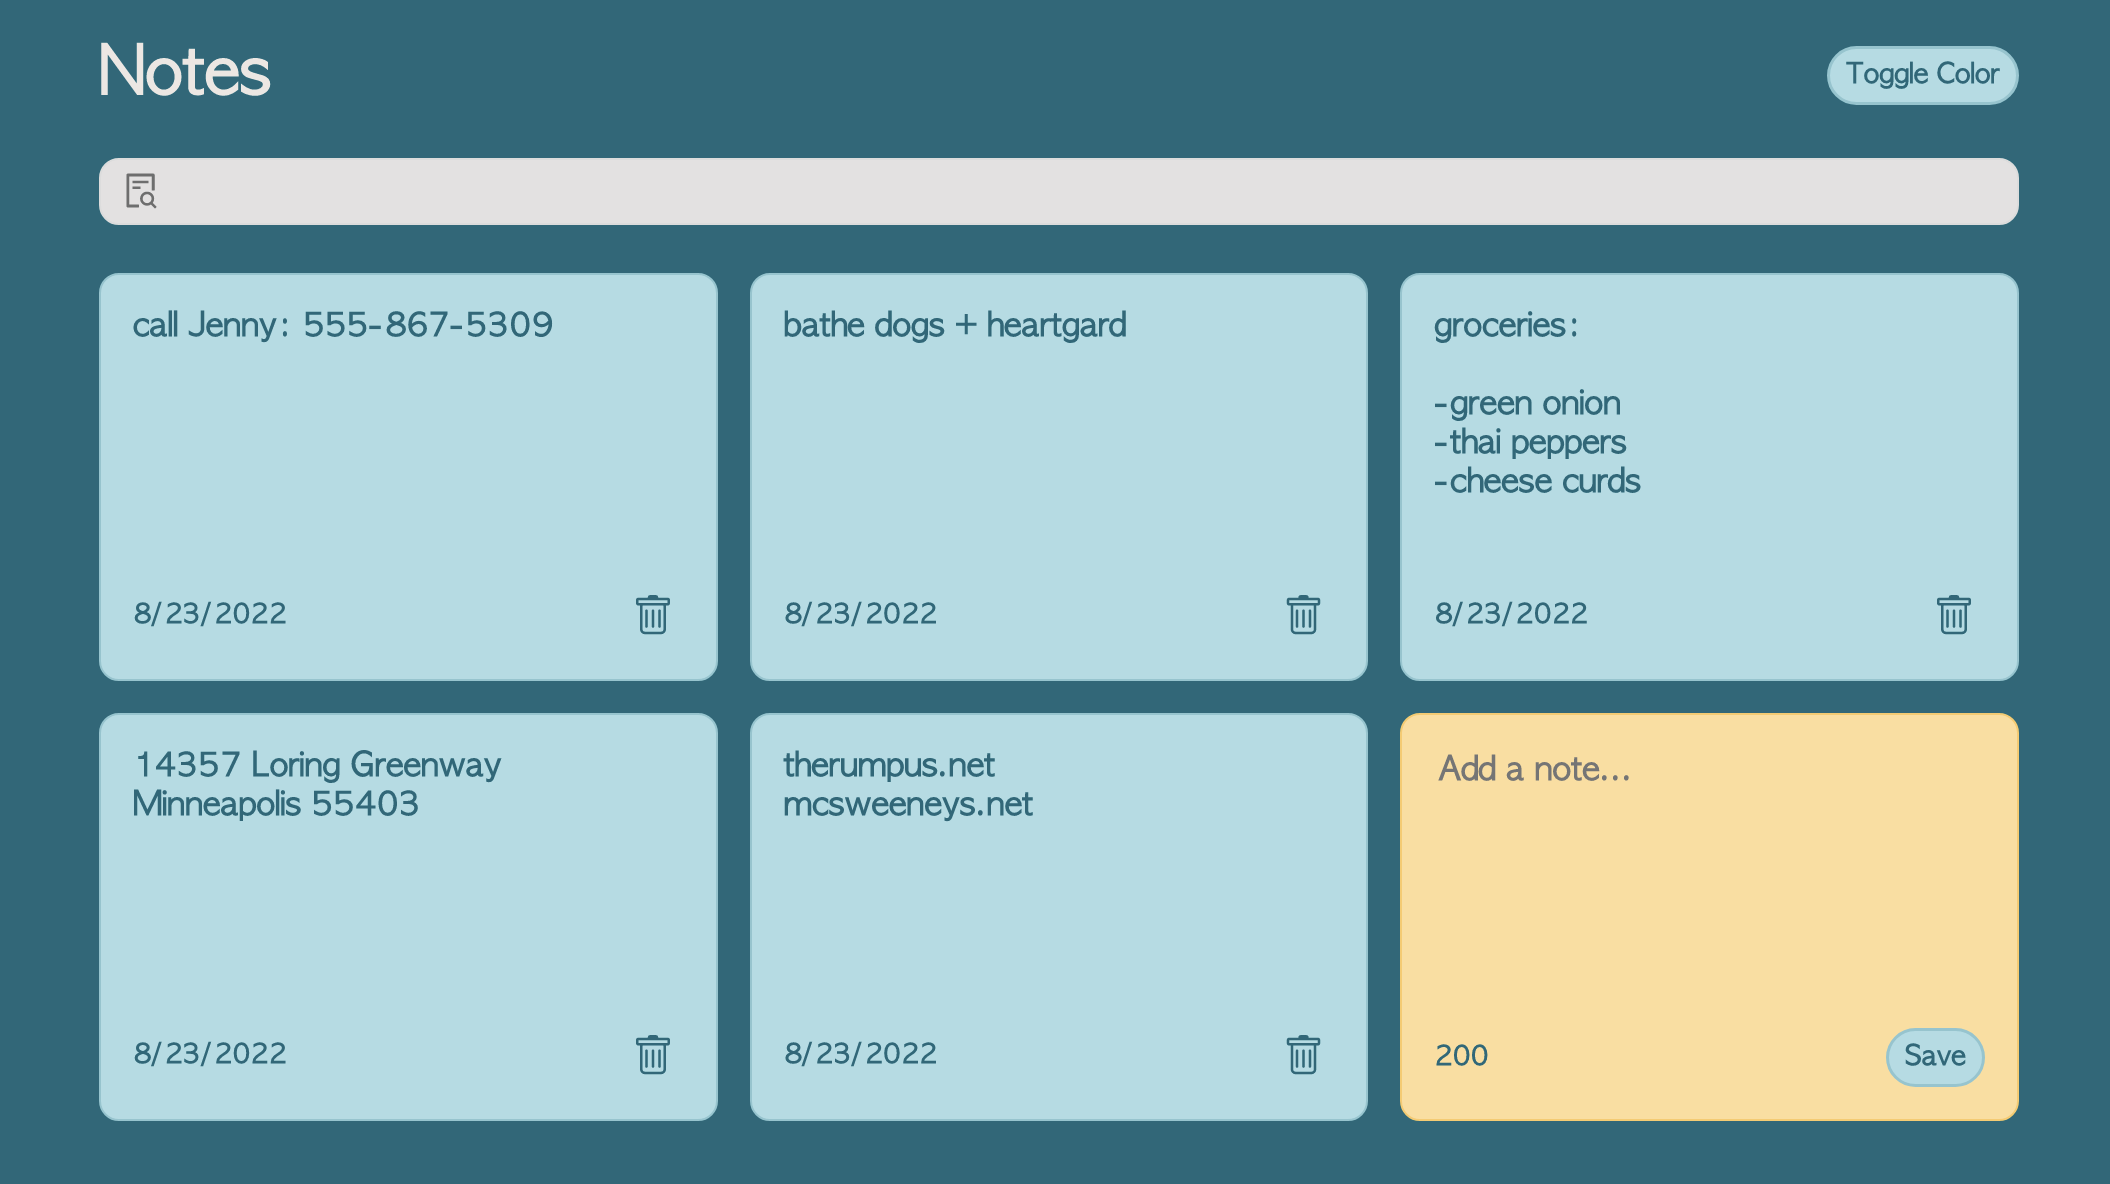 Notes
Toggle Color
call Jenny: 555-867-5309
8/23/2022
bathe dogs + heartgard
8/23/2022
groceries:
-green onion
-thai peppers
-cheese curds
8/23/2022
14357 Loring Greenway
Minneapolis 55403
8/23/2022
therumpus.net
mcsweeneys.net
8/23/2022
Add a note...
200
Save